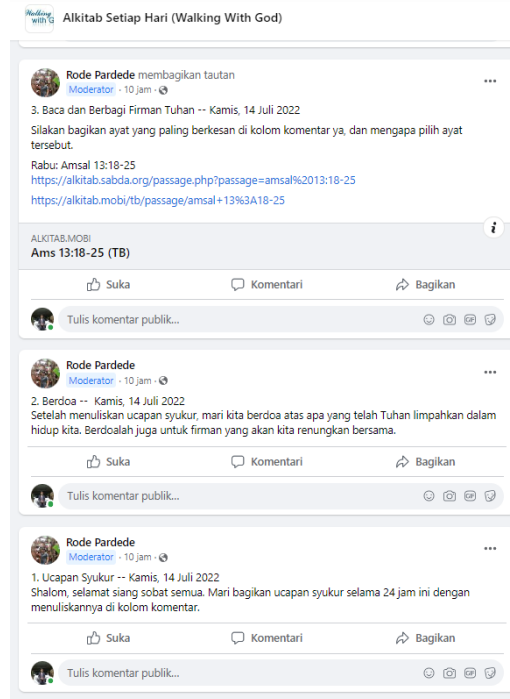 Walking
with G
Alkitab Setiap Hari (Walking With God)
Rode Pardede membagikan tautan
Moderator · 10 jam ·
3. Baca dan Berbagi Firman Tuhan -- Kamis, 14 Juli 2022
Silakan bagikan ayat yang paling berkesan di kolom komentar ya, dan mengapa pilih ayat
tersebut.
Rabu: Amsal 13:18-25
https://alkitab.sabda.org/passage.php?passage=amsal%2013:18-25
https://alkitab.mobi/tb/passage/amsal+13%3A18-25
ALKITAB.MOBI
Ams 13:18-25 (TB)
Suka Komentari Bagikan
Tulis komentar publik...
GIF
Rode Pardede
Moderator · 10 jam ·
2. Berdoa -- Kamis, 14 Juli 2022
Setelah menuliskan ucapan syukur, mari kita berdoa atas apa yang telah Tuhan limpahkan dalam
hidup kita. Berdoalah juga untuk firman yang akan kita renungkan bersama.
Suka Komentari Bagikan
Tulis komentar publik...
GIF
Rode Pardede
Moderator · 10 jam ·
1. Ucapan Syukur -- Kamis, 14 Juli 2022
Shalom, selamat siang sobat semua. Mari bagikan ucapan syukur selama 24 jam ini dengan
menuliskannya di kolom komentar.
Suka Komentari Bagikan
Tulis komentar publik...
GIF